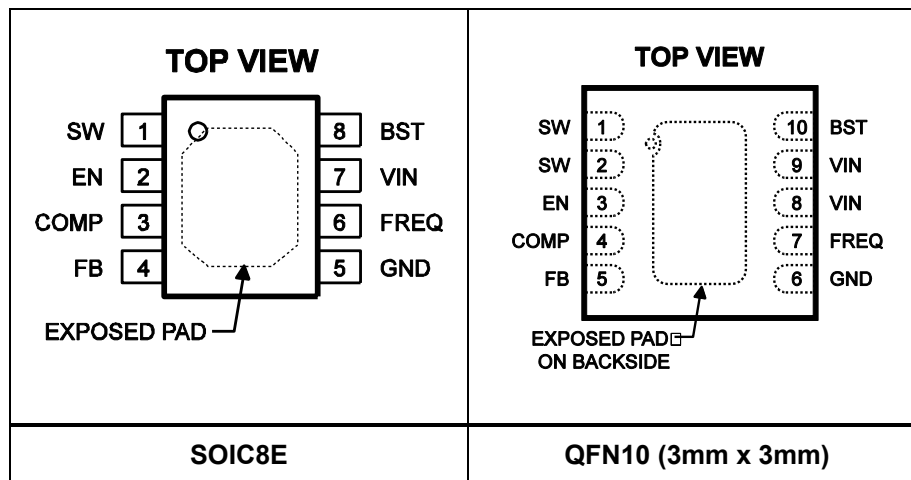 TOP VIEW
SW 1 8 BST
EN 2 7 VIN
COMP 3 6 FREQ
FB 4 5 GND
EXPOSED PAD
SOIC8E
TOP VIEW
SW 1 10 BST
SW 2 9 VIN
EN 3 8 VIN
COMP 4 7 FREQ
FB 5 6 GND
EXPOSED PAD□
ON BACKSIDE
QFN10 (3mm x 3mm)